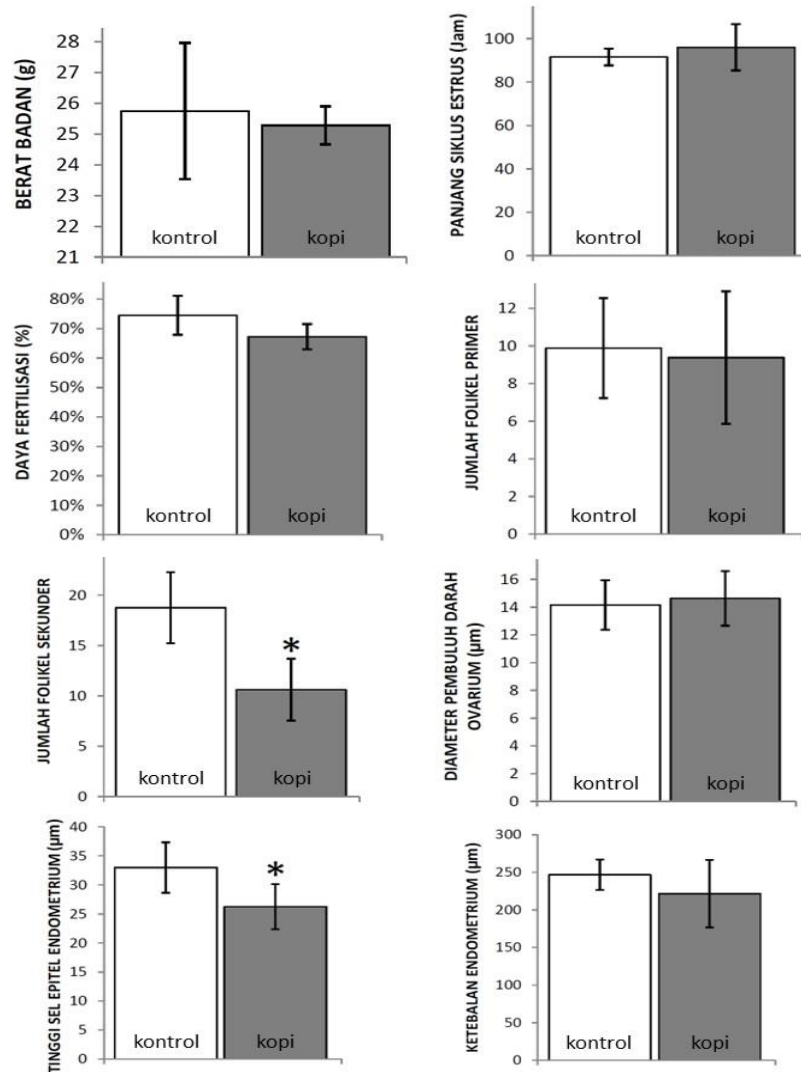 BERAT BADAN (g)
28
27
26
25
24
23
22
21
kontrol
kopi
PANJANG SIKLUS ESTRUS (Jam)
100
80
60
40
20
0
kontrol
kopi
DAYA FERTILISASI (%)
80%
70%
60%
50%
40%
30%
20%
10%
0%
kontrol
kopi
JUMLAH FOLIKEL PRIMER
12
10
8
6
4
2
0
kontrol
kopi
JUMLAH FOLIKEL SEKUNDER
20
15
10
5
0
kontrol
*
kopi
DIAMETER PEMBULUH DARAH
OVARIUM (µm)
16
14
12
10
8
6
4
2
0
kontrol
kopi
TINGGI SEL EPITEL ENDOMETRIUM (µm)
40
35
30
25
20
15
10
5
0
kontrol
*
kopi
KETEBALAN ENDOMETRIUM (µm)
300
250
200
150
100
50
0
kontrol
kopi